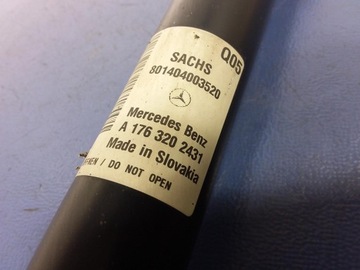 Q05
SACHS
801404003520
Mercedes Benz
A 176 320 2431
Made in Slovakia
/ DO NOT OPEN